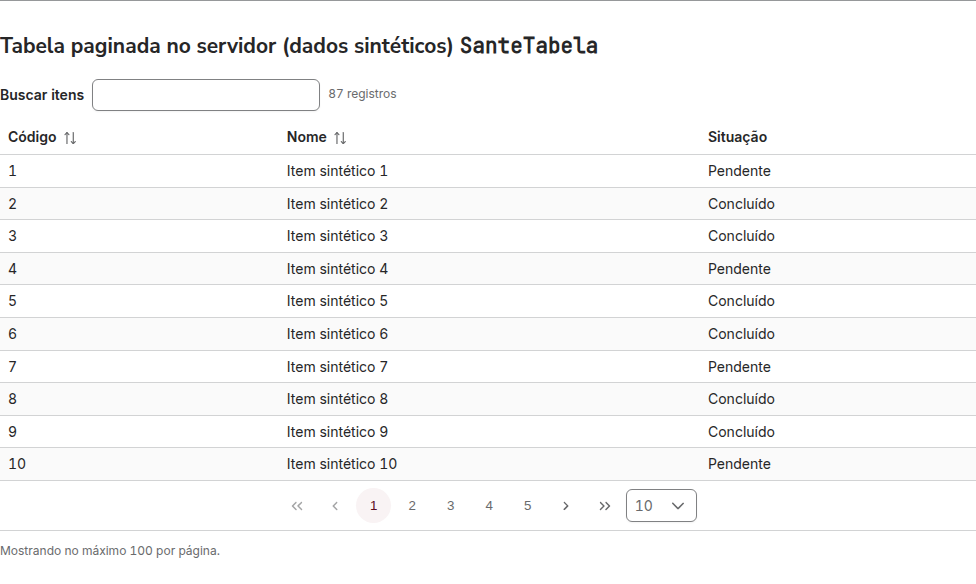 Tabela paginada no servidor (dados sintéticos) SanteTabela
Buscar itens 87 registros
Código Nome Situação
1 Item sintético 1 Pendente
2 Item sintético 2 Concluído
3 Item sintético 3 Concluído
4 Item sintético 4 Pendente
5 Item sintético 5 Concluído
6 Item sintético 6 Concluído
7 Item sintético 7 Pendente
8 Item sintético 8 Concluído
9 Item sintético 9 Concluído
10 Item sintético 10 Pendente
« ‹ 1 2 3 4 5 › » 10
Mostrando no máximo 100 por página.